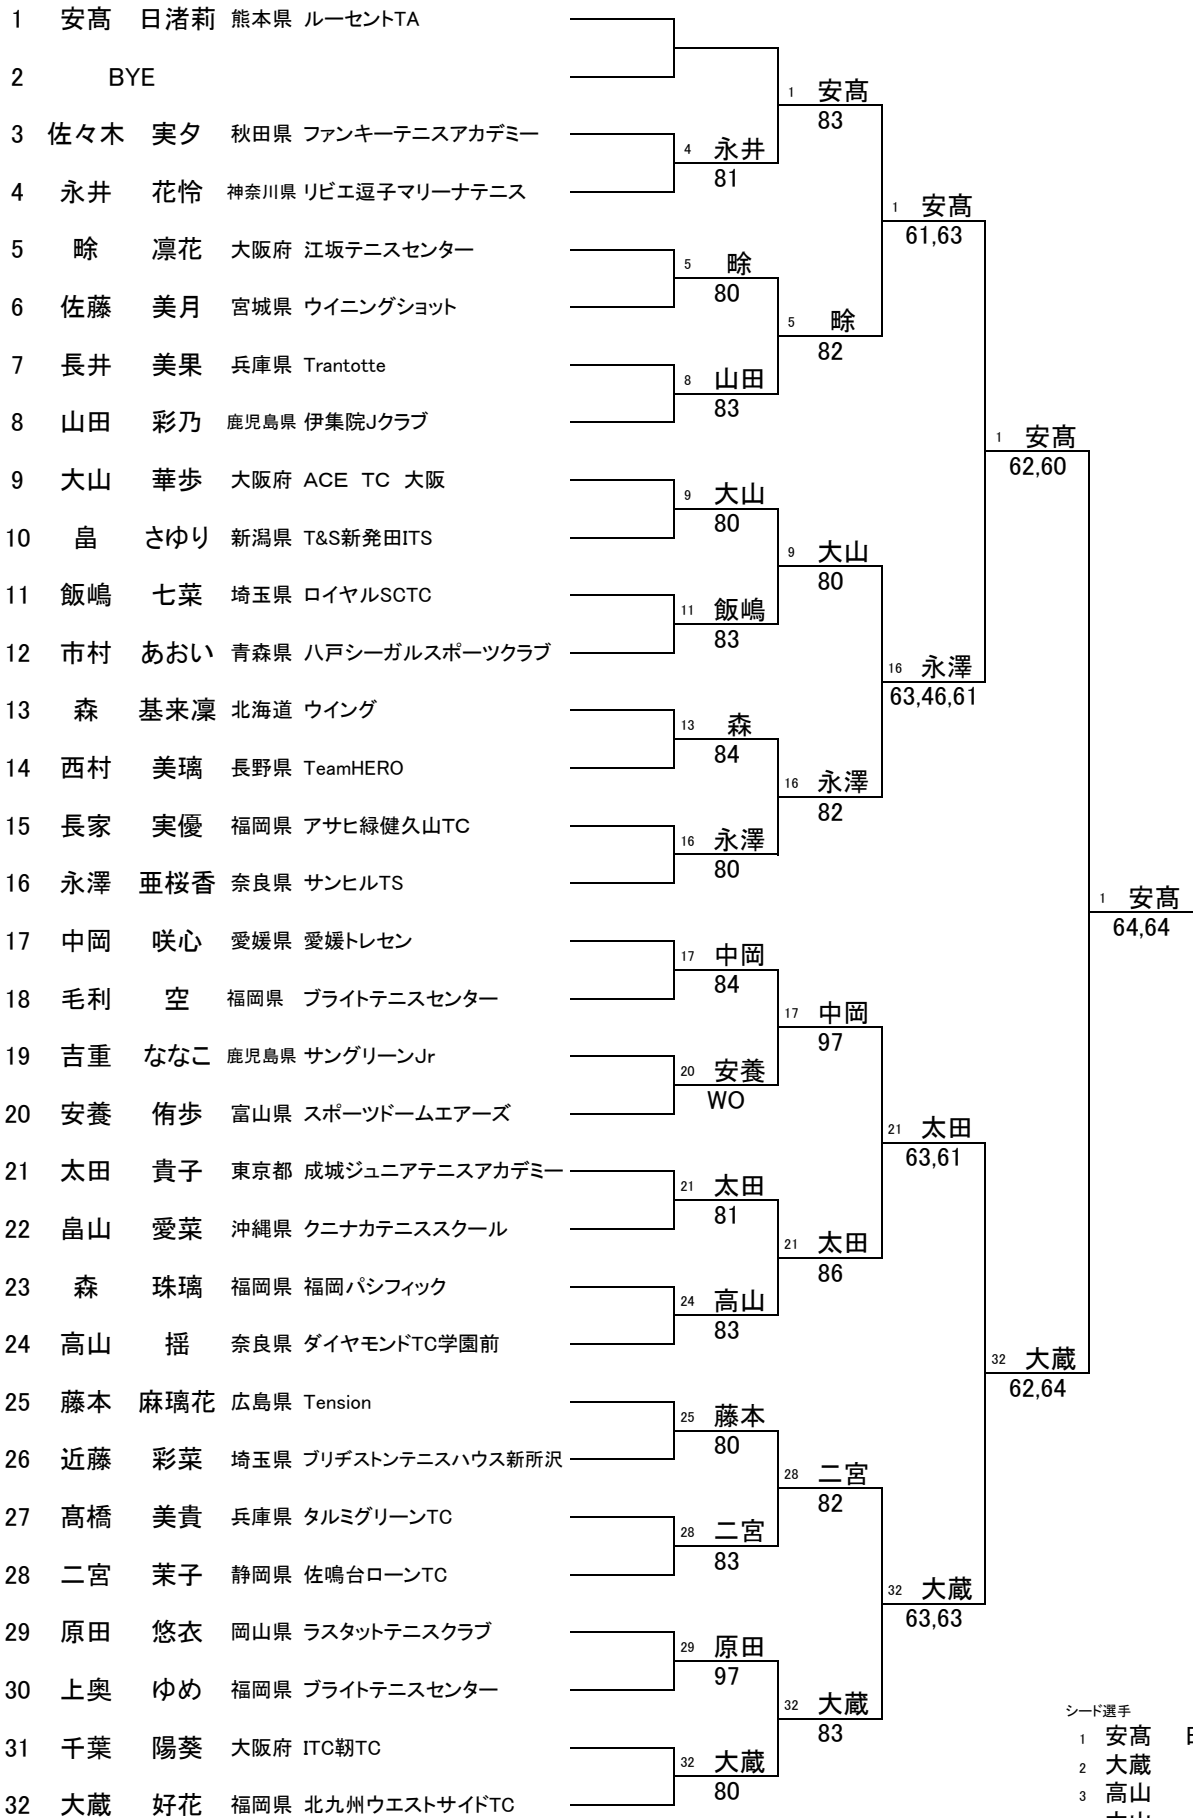 1 安髙 日渚莉 熊本県 ルーセントTA
2 BYE
1 安髙
83
3 佐々木 実夕 秋田県 ファンキーテニスアカデミー
4 永井
81
4 永井 花怜 神奈川県 リビエ逗子マリーナテニス
1 安髙
61,63
5 畭 凛花 大阪府 江坂テニスセンター
5 畭
80
6 佐藤 美月 宮城県 ウイニングショット
5 畭
82
7 長井 美果 兵庫県 Trantotte
8 山田
83
8 山田 彩乃 鹿児島県 伊集院Jクラブ
1 安髙
62,60
9 大山 華歩 大阪府 ACE TC 大阪
9 大山
80
10 畠 さゆり 新潟県 T&S新発田ITS
9 大山
80
11 飯嶋 七菜 埼玉県 ロイヤルSCTC
11 飯嶋
83
12 市村 あおい 青森県 八戸シーガルスポーツクラブ
16 永澤
63,46,61
13 森 基来凜 北海道 ウイング
13 森
84
14 西村 美璃 長野県 TeamHERO
16 永澤
82
15 長家 実優 福岡県 アサヒ緑健久山TC
16 永澤
80
16 永澤 亜桜香 奈良県 サンヒルTS
1 安髙
64,64
17 中岡 咲心 愛媛県 愛媛トレセン
17 中岡
84
18 毛利 空 福岡県 ブライトテニスセンター
17 中岡
97
19 吉重 ななこ 鹿児島県 サングリーンJr
20 安養
WO
20 安養 侑歩 富山県 スポーツドームエアーズ
21 太田
63,61
21 太田 貴子 東京都 成城ジュニアテニスアカデミー
21 太田
81
22 畠山 愛菜 沖縄県 クニナカテニススクール
21 太田
86
23 森 珠璃 福岡県 福岡パシフィック
24 高山
83
24 高山 揺 奈良県 ダイヤモンドTC学園前
32 大蔵
62,64
25 藤本 麻璃花 広島県 Tension
25 藤本
80
26 近藤 彩菜 埼玉県 ブリヂストンテニスハウス新所沢
28 二宮
82
27 髙橋 美貴 兵庫県 タルミグリーンTC
28 二宮
83
28 二宮 茉子 静岡県 佐鳴台ローンTC
32 大蔵
63,63
29 原田 悠衣 岡山県 ラスタットテニスクラブ
29 原田
97
30 上奥 ゆめ 福岡県 ブライトテニスセンター
32 大蔵
83
31 千葉 陽葵 大阪府 ITC靭TC
32 大蔵
80
32 大蔵 好花 福岡県 北九州ウエストサイドTC
シード選手
1 安髙
2 大蔵
3 高山